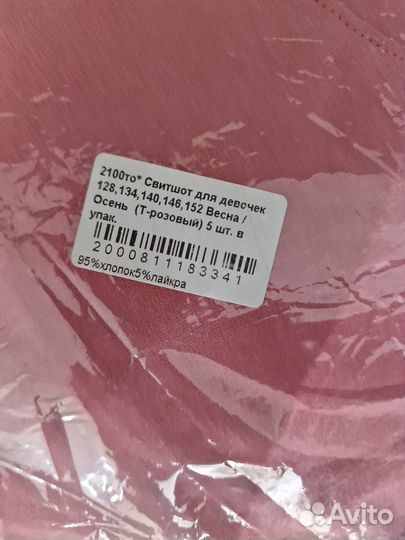 2100то* Свитшот для девочек
128,134,140,146,152 Весна /
Осень (Т-розовый) 5 шт. в
упак.
2000811183341
95%хлопок5%лайкра
Avito